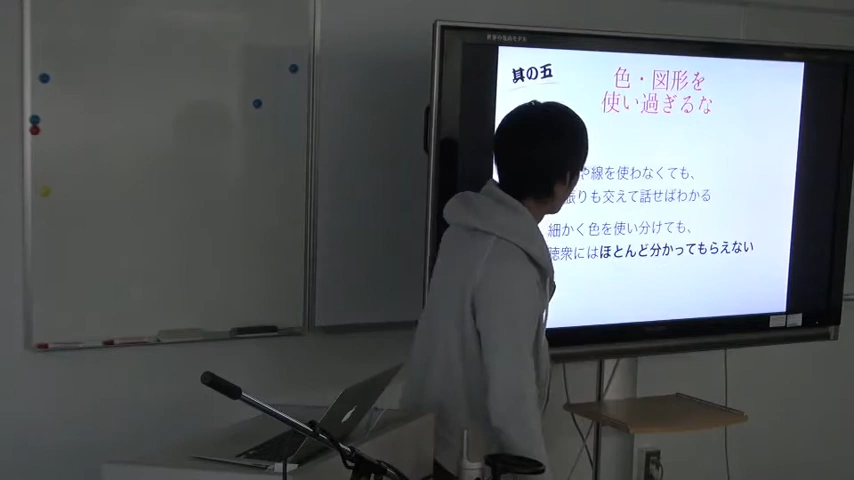 其の五
色・図形を
使い過ぎるな
や線を使わなくても、
振りも交えて話せばわかる
細かく色を使い分けても、
聴衆にはほとんど分かってもらえない